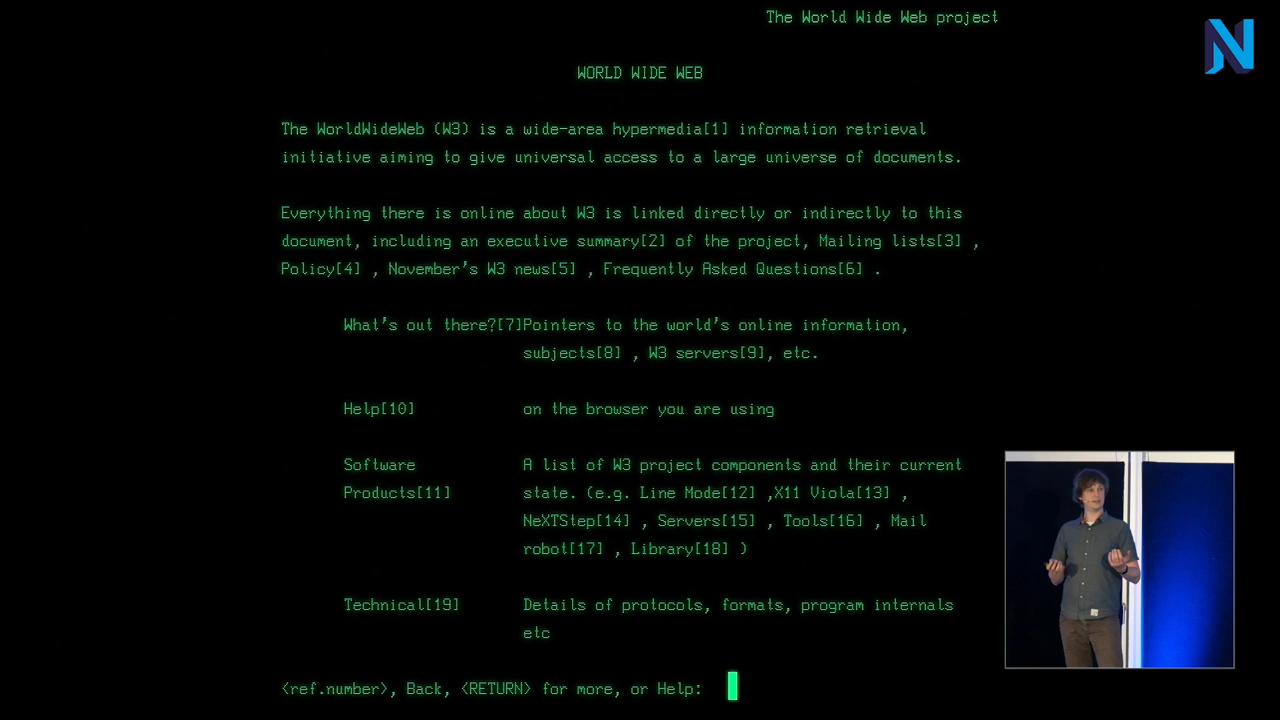 The World Wide Web project
WORLD WIDE WEB
The WorldWideWeb (W3) is a wide-area hypermedia[1] information retrieval
initiative aiming to give universal access to a large universe of documents.
Everything there is online about W3 is linked directly or indirectly to this
document, including an executive summary[2] of the project, Mailing lists[3] ,
Policy[4] , November's W3 news[5] , Frequently Asked Questions[6] .
What's out there?[7]Pointers to the world's online information,
subjects[8] , W3 servers[9], etc.
Help[10] on the browser you are using
Software A list of W3 project components and their current
Products[11] state. (e.g. Line Mode[12] ,X11 Viola[13] ,
NeXTStep[14] , Servers[15] , Tools[16] , Mail
robot[17] , Library[18] )
Technical[19] Details of protocols, formats, program internals
etc
<ref.number>, Back, <RETURN> for more, or Help: